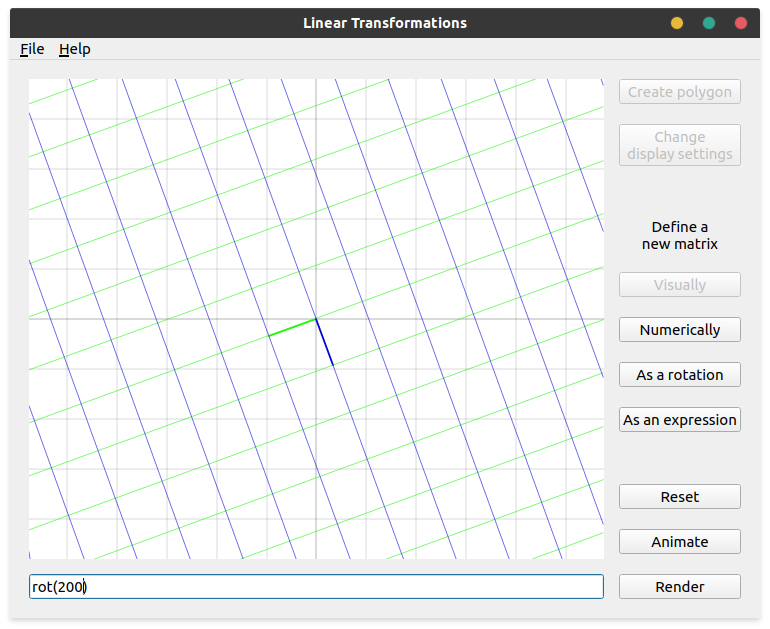 Linear Transformations
File Help
Create polygon
Change
display settings
Define a
new matrix
Visually
Numerically
As a rotation
As an expression
Reset
Animate
rot(200)
Render